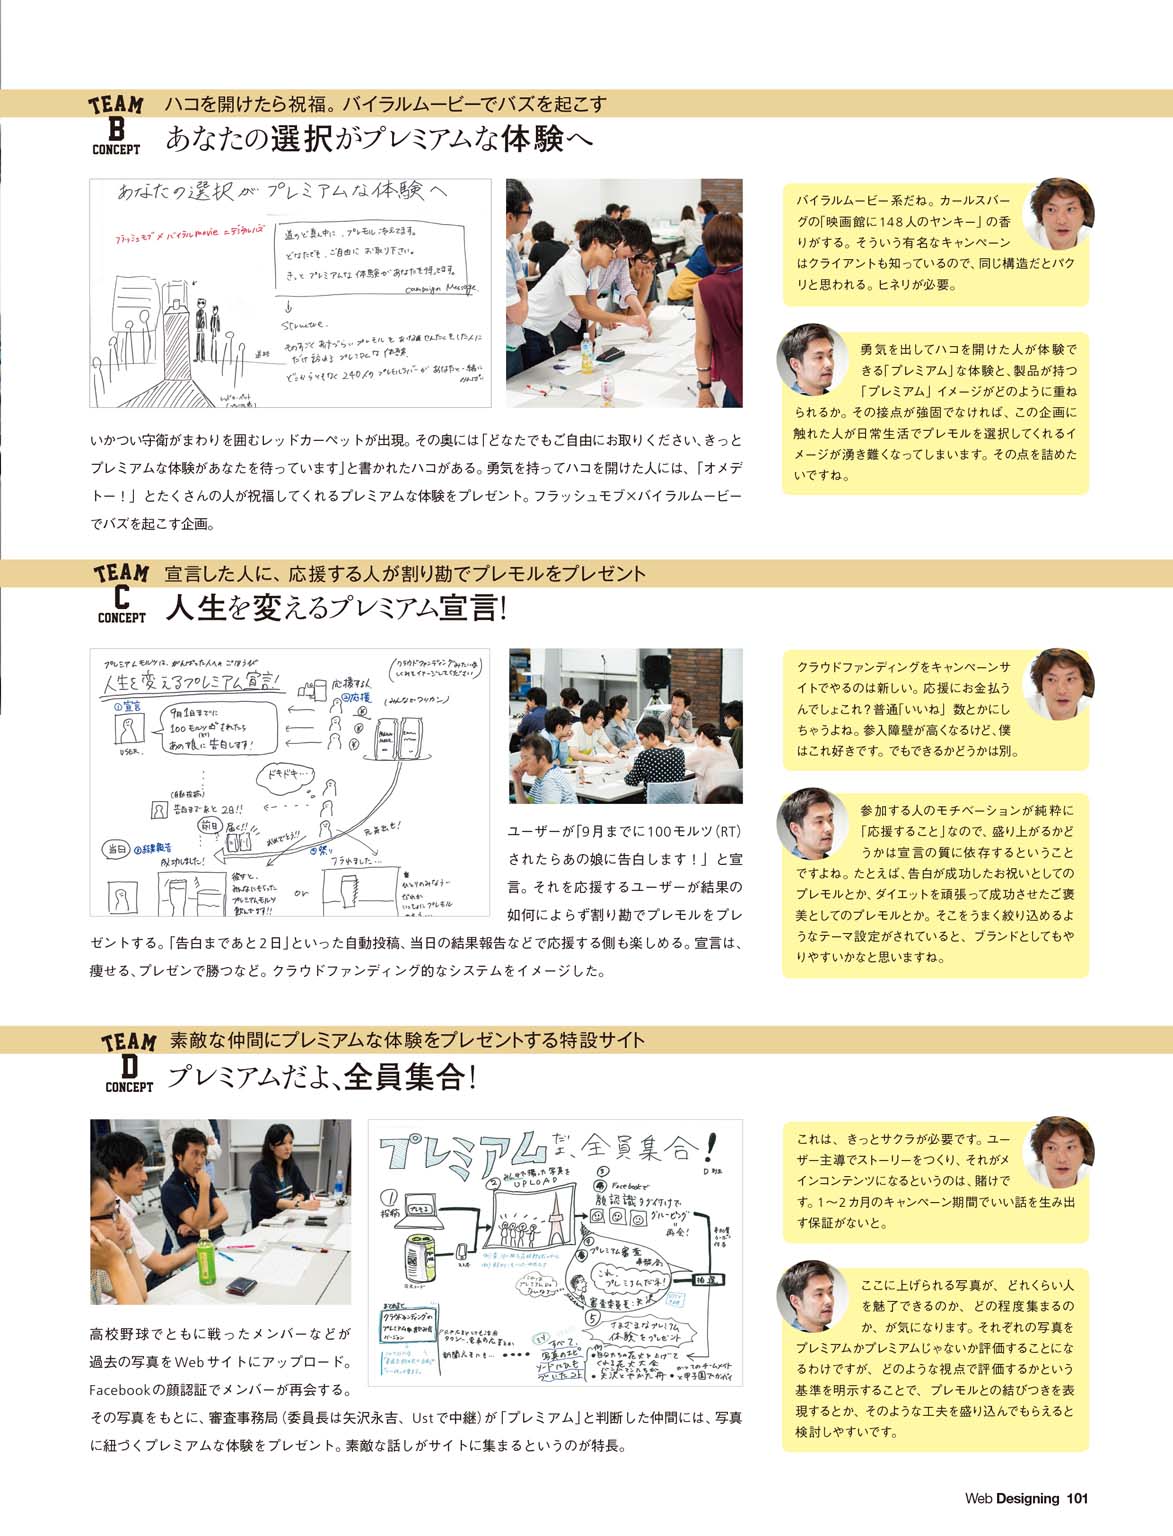 TEAM
B
CONCEPT
ハコを開けたら祝福。バイラルムービーでバズを起こす
あなたの選択がプレミアムな体験へ
あなたの選択が プレミアムな体験へ
フラッシュモブ×バイラルmovie=デジタルバズ
道のど真ん中に、プレモル冷えてます。
どなたでも、ご自由にお取り下さい。
きっとプレミアムな体験があなたを待ってます。
campaign Message.
Structure.
道路
バイラルムービー系だね。カールスバー
グの「映画館に148人のヤンキー」の香
りがする。そういう有名なキャンペーン
はクライアントも知っているので、同じ構造だとパク
リと思われる。ヒネリが必要。
勇気を出してハコを開けた人が体験で
きる「プレミアム」な体験と、製品が持つ
「プレミアム」イメージがどのように重ね
られるか。その接点が強固でなければ、この企画に
触れた人が日常生活でプレモルを選択してくれるイ
メージが湧き難くなってしまいます。その点を詰めた
いですね。
いかつい守衛がまわりを囲むレッドカーペットが出現。その奥には「どなたでもご自由にお取りください、きっと
プレミアムな体験があなたを待っています」と書かれたハコがある。勇気を持ってハコを開けた人には、「オメデ
トー！」とたくさんの人が祝福してくれるプレミアムな体験をプレゼント。フラッシュモブ×バイラルムービー
でバズを起こす企画。
TEAM
C
CONCEPT
宣言した人に、応援する人が割り勘でプレモルをプレゼント
人生を変えるプレミアム宣言！
プレミアムモルツは、がんばった人へのごほうび
人生を変えるプレミアム宣言！
①宣言
USER.
9月1日までに
100モルツされたら
あの娘に告白します！
応援する人
②応援
(みんなでワリカン)
ドキドキ…？
(自動投稿)
告白まであと2日!!
前日
届く!!
おめでとう!!
当日
成功しました！
フラれました…
or
クラウドファンディングをキャンペーンサ
イトでやるのは新しい。応援にお金払う
んでしょこれ？普通「いいね」数とかにし
ちゃうよね。参入障壁が高くなるけど、僕
はこれ好きです。でもできるかどうかは別。
参加する人のモチベーションが純粋に
「応援すること」なので、盛り上がるかど
うかは宣言の質に依存するということ
ですよね。たとえば、告白が成功したお祝いとしての
プレモルとか、ダイエットを頑張って成功させたご褒
美としてのプレモルとか。そこをうまく絞り込めるよ
うなテーマ設定がされていると、ブランドとしてもや
りやすいかなと思いますね。
ユーザーが「9月までに100モルツ（RT）
されたらあの娘に告白します！」と宣
言。それを応援するユーザーが結果の
如何によらず割り勘でプレモルをプレ
ゼントする。「告白まであと2日」といった自動投稿、当日の結果報告などで応援する側も楽しめる。宣言は、
痩せる、プレゼンで勝つなど。クラウドファンディング的なシステムをイメージした。
TEAM
D
CONCEPT
素敵な仲間にプレミアムな体験をプレゼントする特設サイト
プレミアムだよ、全員集合！
プレミアムだよ、全員集合！
D
①
②
みんなで撮った写真を
UPLOAD
③
Facebookで
顔認識
グルーピング
再会！
④
プレミアム審査
これ、
プレミアムだネ！
審査委員長：矢沢
抽選
⑤
さまざまなプレミアム
体験をプレゼント
これは、きっとサクラが必要です。ユー
ザー主導でストーリーをつくり、それがメ
インコンテンツになるというのは、賭けで
す。1～2カ月のキャンペーン期間でいい話を生み出
す保証がないと。
ここに上げられる写真が、どれくらい人
を魅了できるのか、どの程度集まるの
か、が気になります。それぞれの写真を
プレミアムかプレミアムじゃないか評価することにな
るわけですが、どのような視点で評価するかという
基準を明示することで、プレモルとの結びつきを表
現するとか、そのような工夫を盛り込んでもらえると
検討しやすいです。
高校野球でともに戦ったメンバーなどが
過去の写真をWebサイトにアップロード。
Facebookの顔認証でメンバーが再会する。
その写真をもとに、審査事務局（委員長は矢沢永吉、Ustで中継）が「プレミアム」と判断した仲間には、写真
に紐づくプレミアムな体験をプレゼント。素敵な話しがサイトに集まるというのが特長。
Web Designing 101